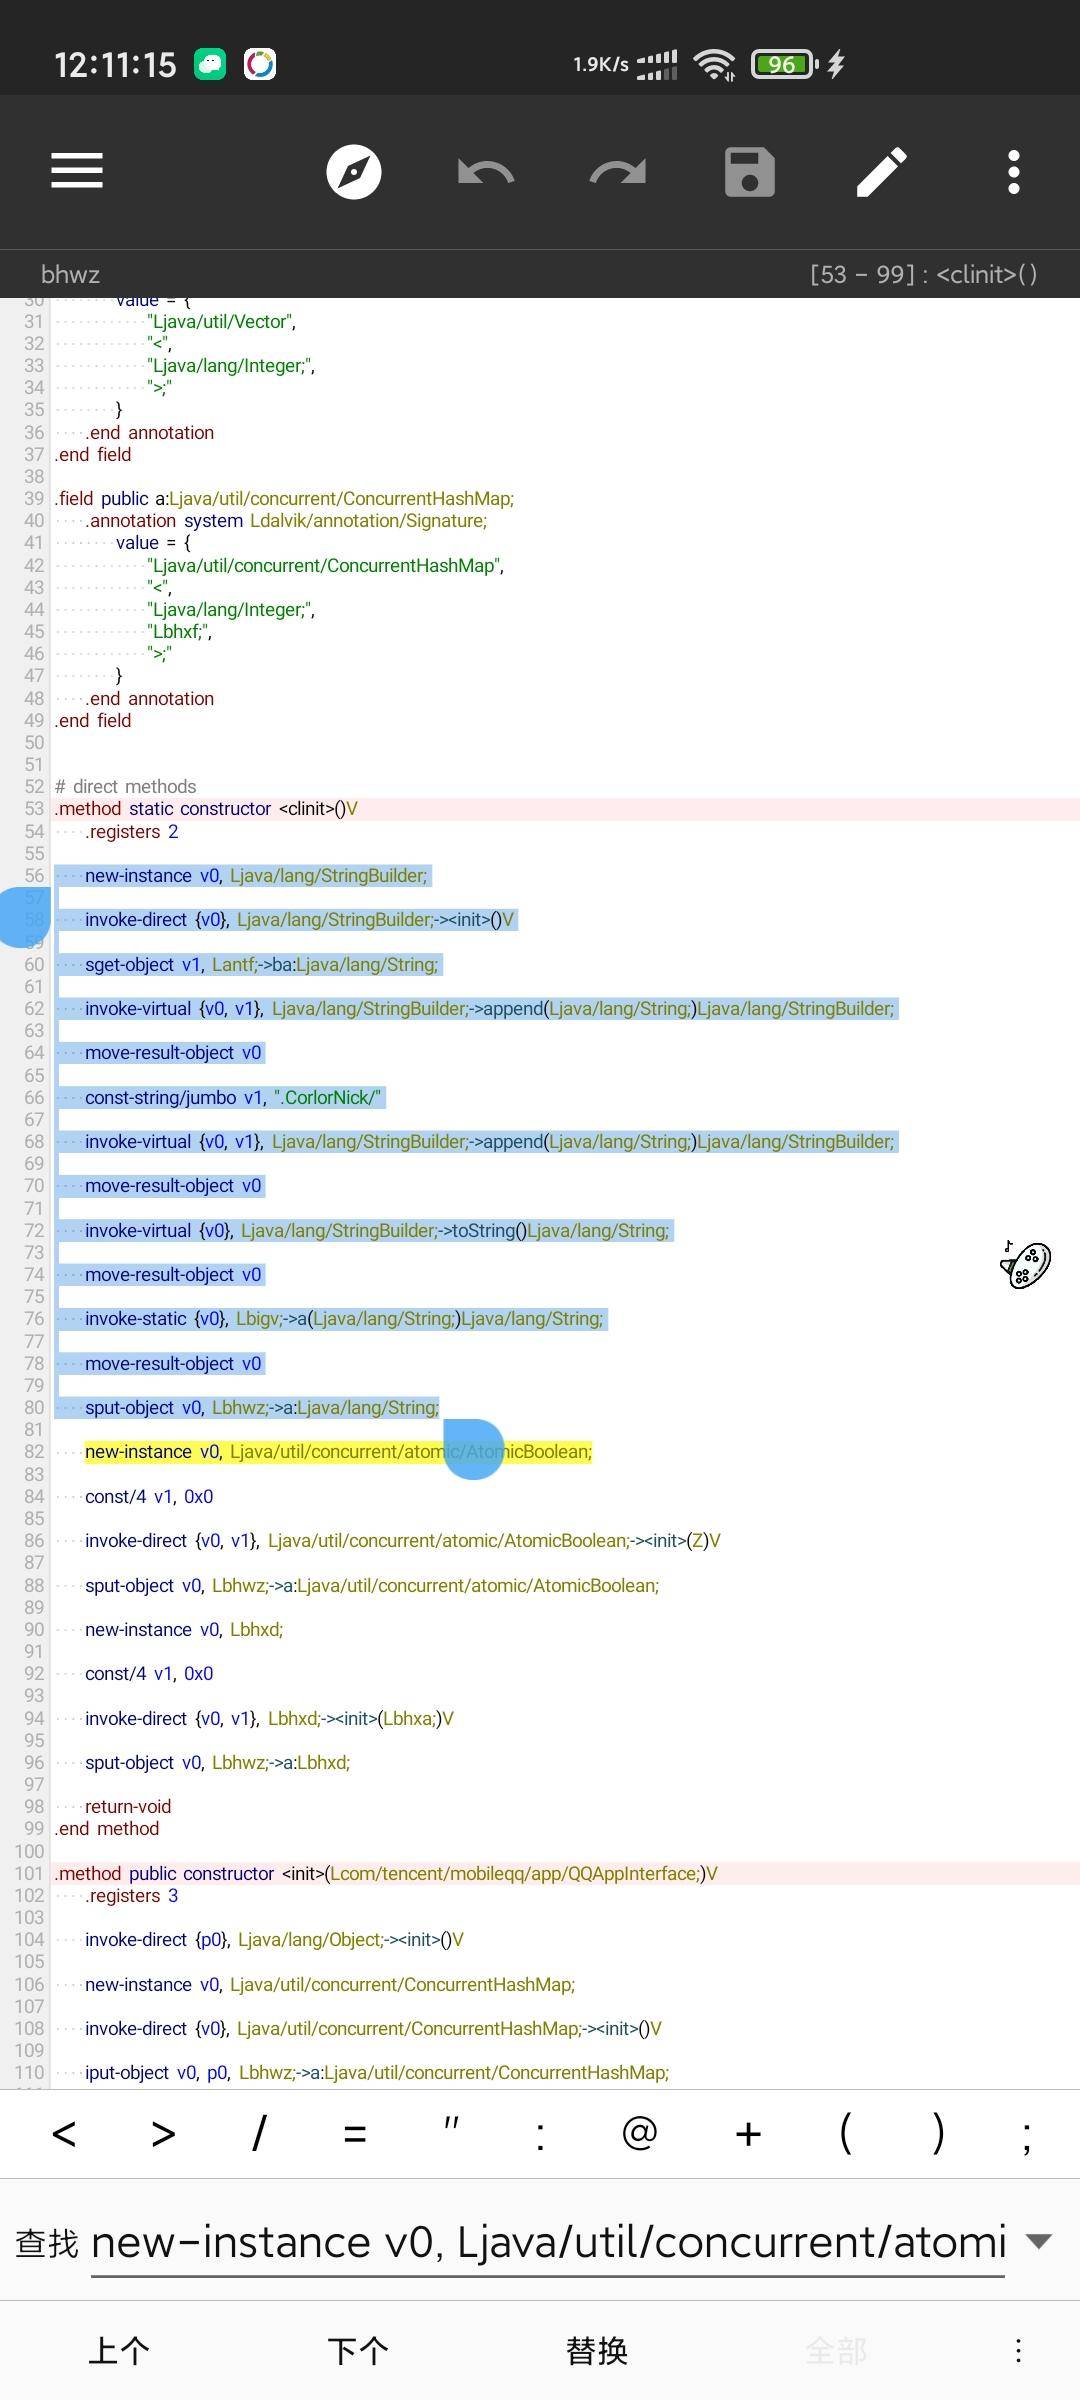 12:11:15
1.9K/s
96
bhwz
[53 - 99] : <clinit>()
30 value = {
31 "Ljava/util/Vector",
32 "<",
33 "Ljava/lang/Integer;",
34 ">;"
35 }
36 .end annotation
37 .end field
38
39 .field public a:Ljava/util/concurrent/ConcurrentHashMap;
40 .annotation system Ldalvik/annotation/Signature;
41 value = {
42 "Ljava/util/concurrent/ConcurrentHashMap",
43 "<",
44 "Ljava/lang/Integer;",
45 "Lbhxf;",
46 ">;"
47 }
48 .end annotation
49 .end field
50
51
52 # direct methods
53 .method static constructor <clinit>()V
54 .registers 2
55
56 new-instance v0, Ljava/lang/StringBuilder;
57
58 invoke-direct {v0}, Ljava/lang/StringBuilder;-><init>()V
59
60 sget-object v1, Lantf;->ba:Ljava/lang/String;
61
62 invoke-virtual {v0, v1}, Ljava/lang/StringBuilder;->append(Ljava/lang/String;)Ljava/lang/StringBuilder;
63
64 move-result-object v0
65
66 const-string/jumbo v1, ".CorlorNick/"
67
68 invoke-virtual {v0, v1}, Ljava/lang/StringBuilder;->append(Ljava/lang/String;)Ljava/lang/StringBuilder;
69
70 move-result-object v0
71
72 invoke-virtual {v0}, Ljava/lang/StringBuilder;->toString()Ljava/lang/String;
73
74 move-result-object v0
75
76 invoke-static {v0}, Lbigv;->a(Ljava/lang/String;)Ljava/lang/String;
77
78 move-result-object v0
79
80 sput-object v0, Lbhwz;->a:Ljava/lang/String;
81
82 new-instance v0, Ljava/util/concurrent/atomic/AtomicBoolean;
83
84 const/4 v1, 0x0
85
86 invoke-direct {v0, v1}, Ljava/util/concurrent/atomic/AtomicBoolean;-><init>(Z)V
87
88 sput-object v0, Lbhwz;->a:Ljava/util/concurrent/atomic/AtomicBoolean;
89
90 new-instance v0, Lbhxd;
91
92 const/4 v1, 0x0
93
94 invoke-direct {v0, v1}, Lbhxd;-><init>(Lbhxa;)V
95
96 sput-object v0, Lbhwz;->a:Lbhxd;
97
98 return-void
99 .end method
100
101 .method public constructor <init>(Lcom/tencent/mobileqq/app/QQAppInterface;)V
102 .registers 3
103
104 invoke-direct {p0}, Ljava/lang/Object;-><init>()V
105
106 new-instance v0, Ljava/util/concurrent/ConcurrentHashMap;
107
108 invoke-direct {v0}, Ljava/util/concurrent/ConcurrentHashMap;-><init>()V
109
110 iput-object v0, p0, Lbhwz;->a:Ljava/util/concurrent/ConcurrentHashMap;
< > / = " : @ + ( ) ;
查找 new-instance v0, Ljava/util/concurrent/atomi
上个 下个 替换 全部